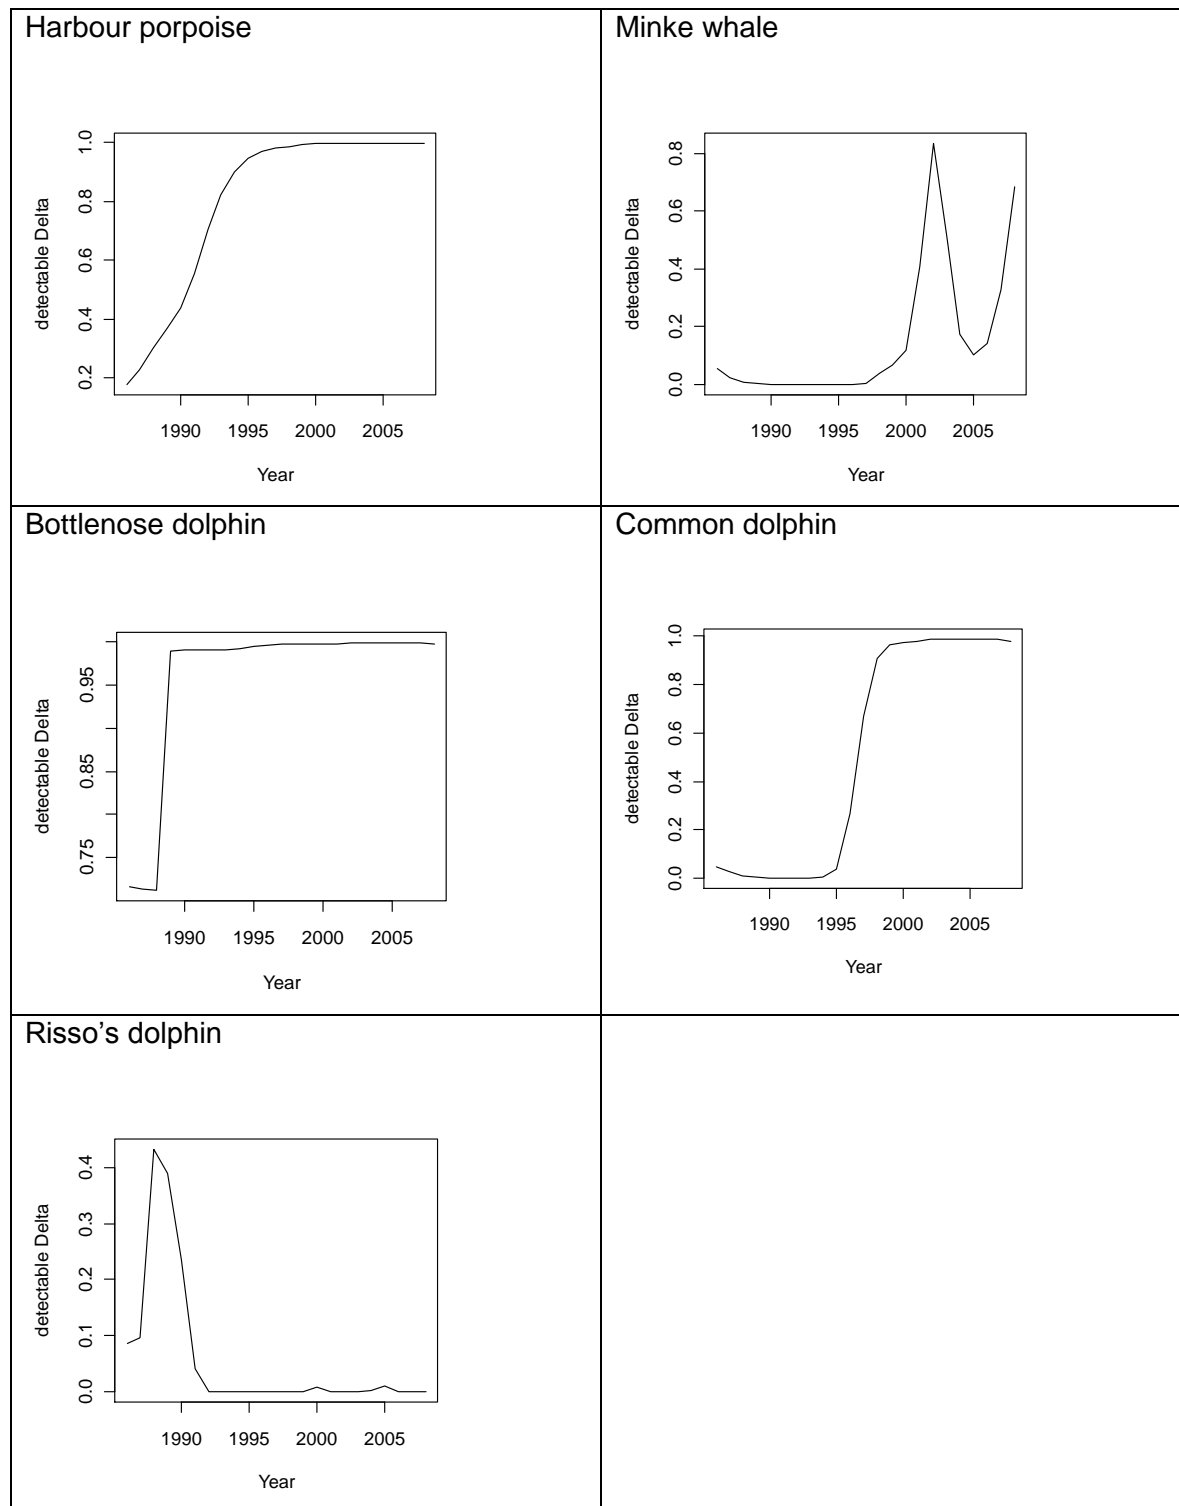 Harbour porpoise
detectable Delta
1.0
0.8
0.6
0.4
0.2
1990 1995 2000 2005
Year
Minke whale
detectable Delta
0.8
0.6
0.4
0.2
0.0
1990 1995 2000 2005
Year
Bottlenose dolphin
detectable Delta
0.95
0.85
0.75
1990 1995 2000 2005
Year
Common dolphin
detectable Delta
1.0
0.8
0.6
0.4
0.2
0.0
1990 1995 2000 2005
Year
Risso’s dolphin
detectable Delta
0.4
0.3
0.2
0.1
0.0
1990 1995 2000 2005
Year